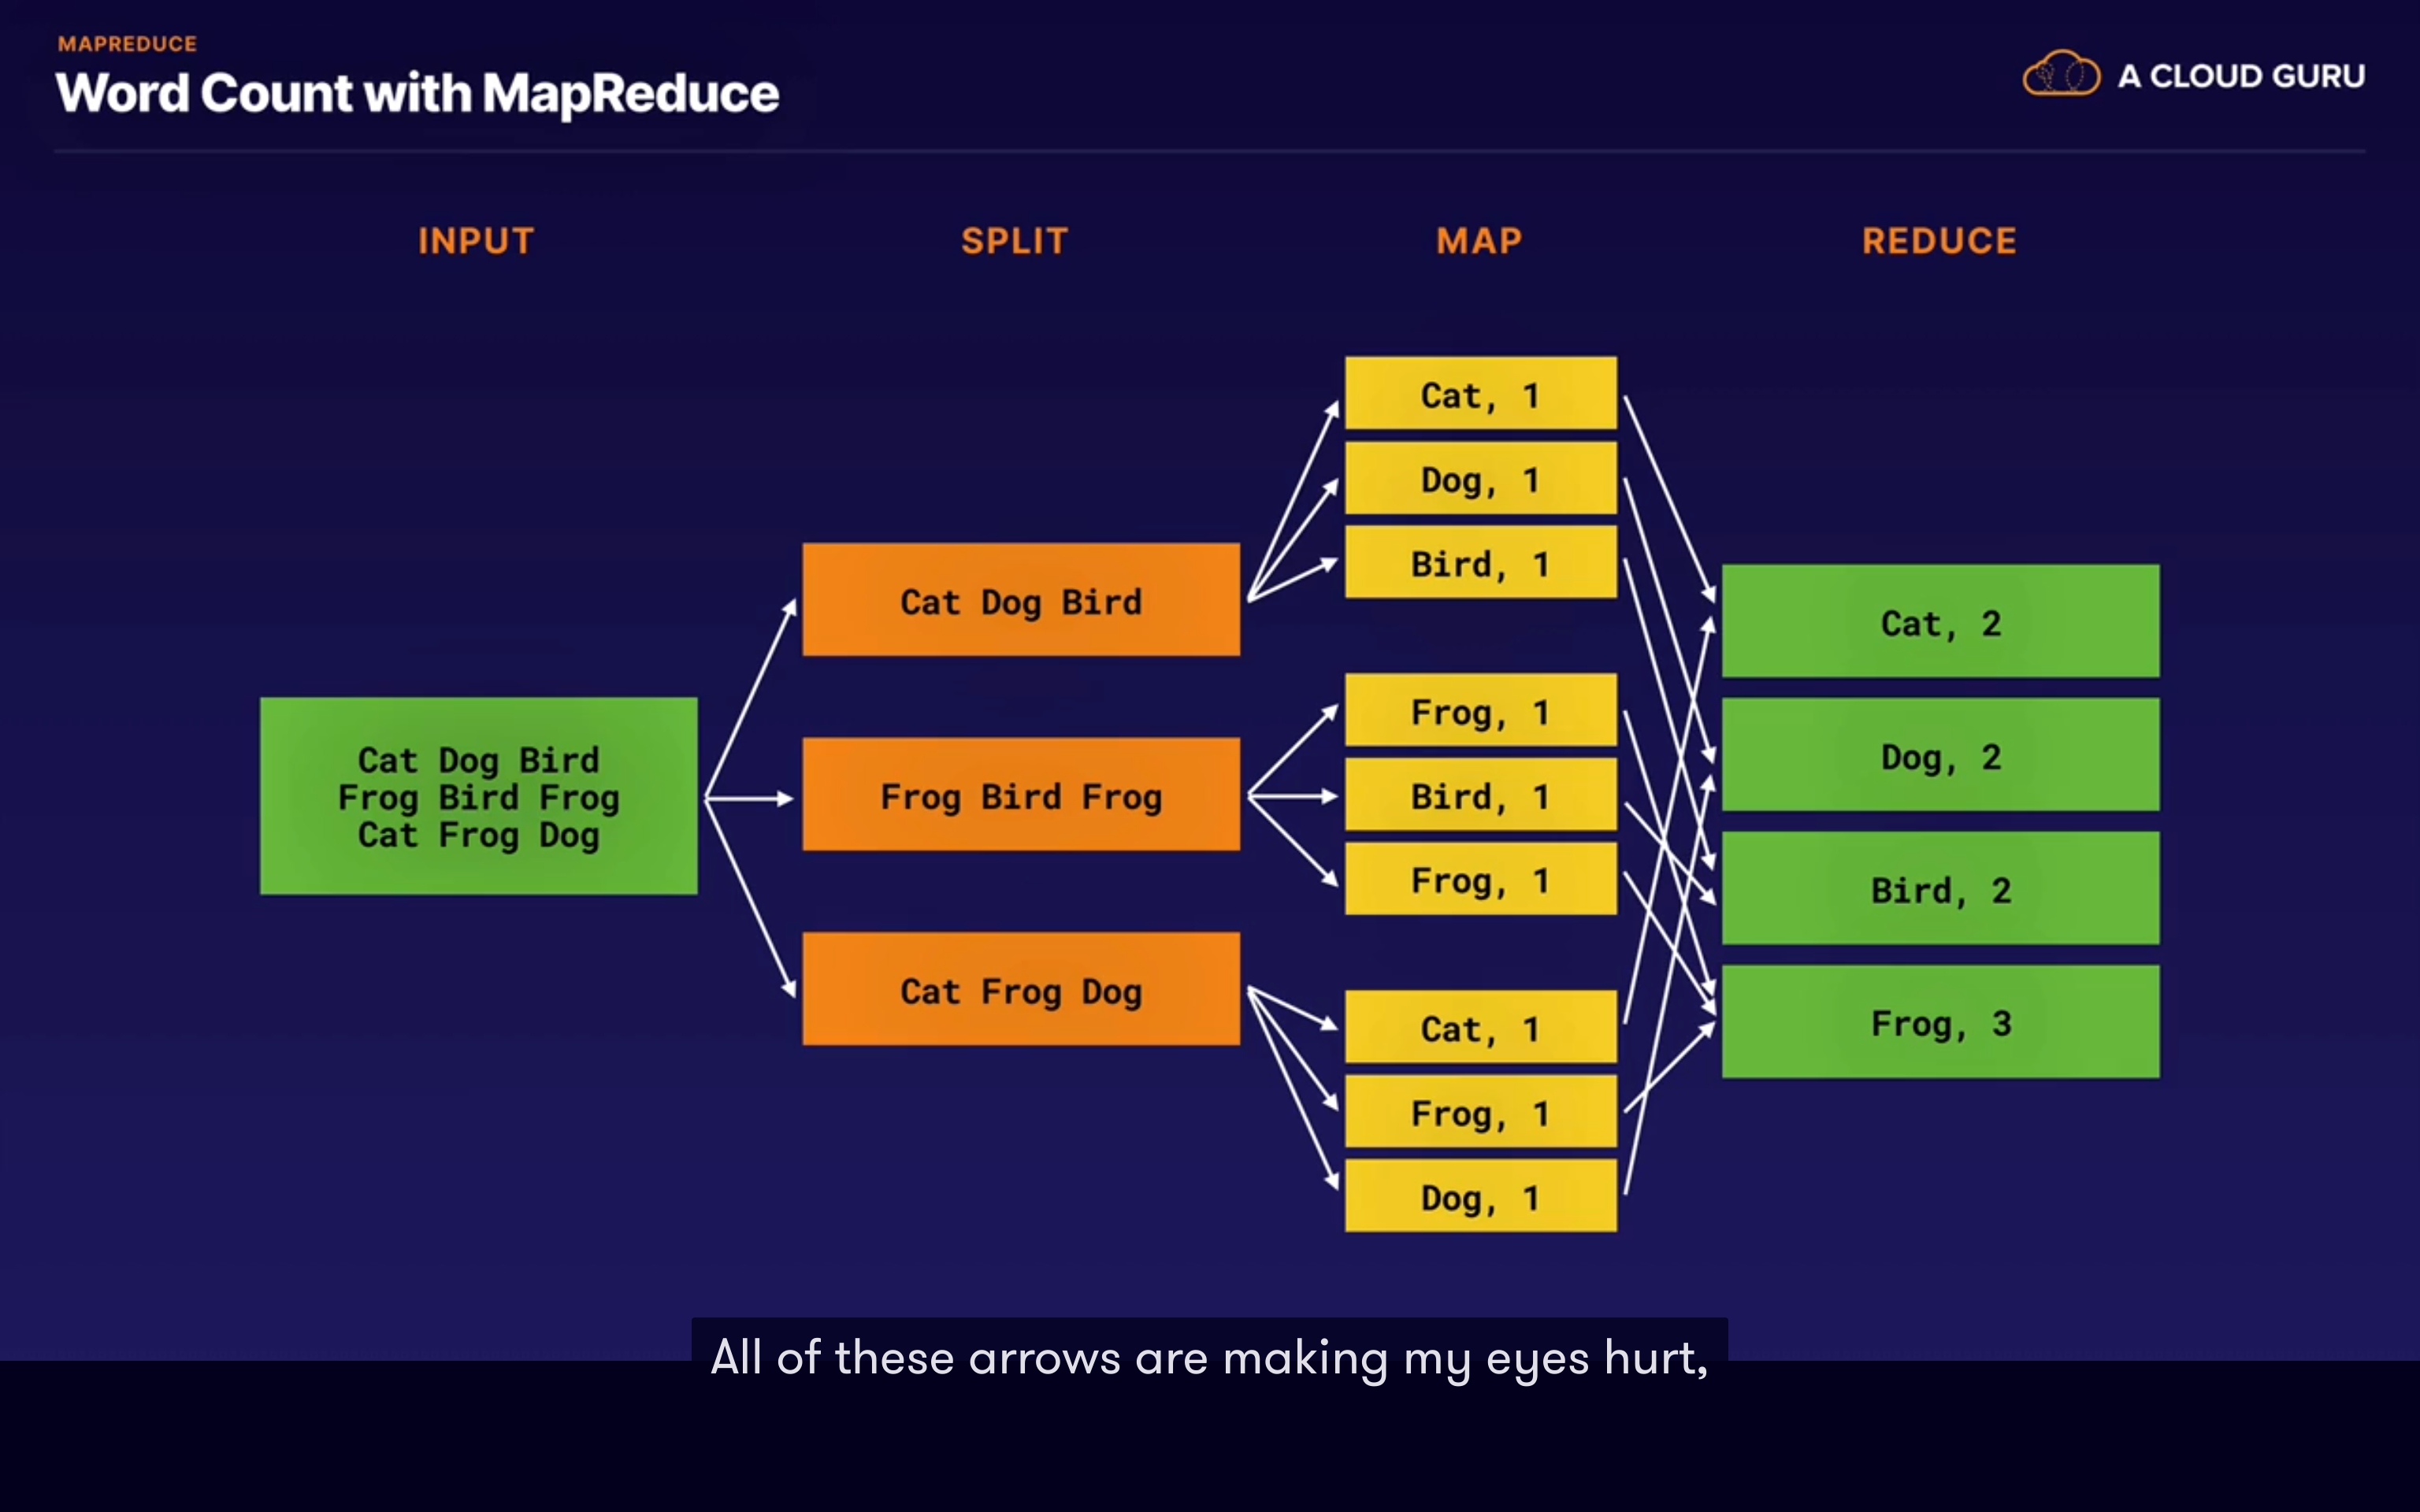 MAPREDUCE
Word Count with MapReduce
A CLOUD GURU
INPUT
SPLIT
MAP
REDUCE
Cat Dog Bird
Frog Bird Frog
Cat Frog Dog
Cat Dog Bird
Frog Bird Frog
Cat Frog Dog
Cat, 1
Dog, 1
Bird, 1
Frog, 1
Bird, 1
Frog, 1
Cat, 1
Frog, 1
Dog, 1
Cat, 2
Dog, 2
Bird, 2
Frog, 3
All of these arrows are making my eyes hurt,